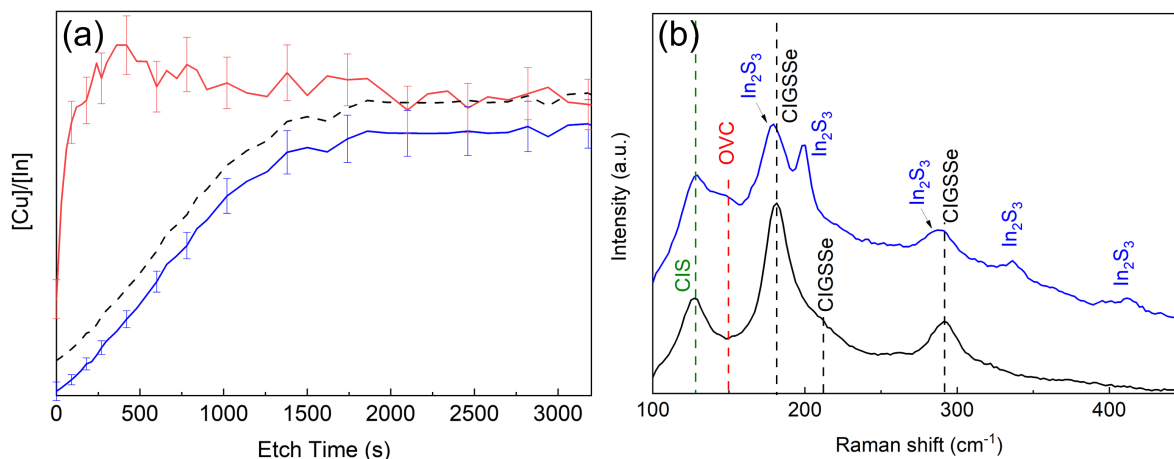 (a)
[Cu]/[In]
0
500
1000
1500
2000
2500
3000
Etch Time (s)
(b)
Intensity (a.u.)
CIS
OVC
In₂S₃
CIGSSe
In₂S₃
CIGSSe
In₂S₃
CIGSSe
In₂S₃
In₂S₃
100
200
300
400
Raman shift (cm⁻¹)